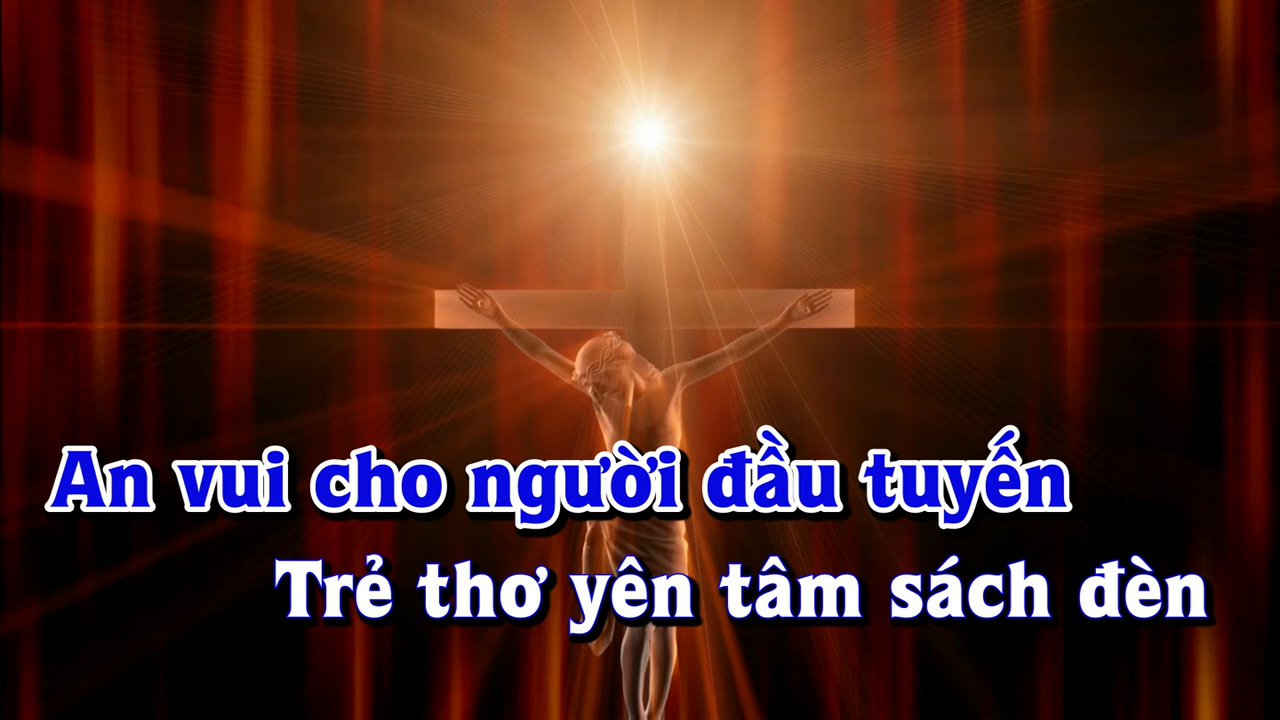 An vui cho người đầu tuyến
Trẻ thơ yên tâm sách đèn